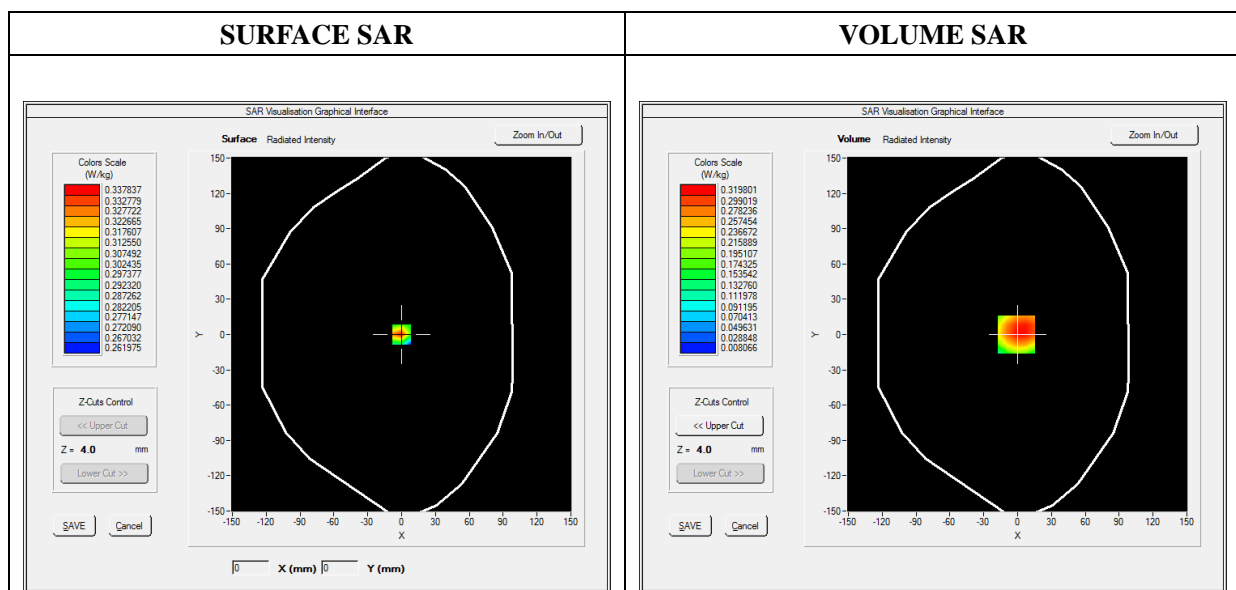 SURFACE SAR
VOLUME SAR
SAR Visualisation Graphical Interface
Surface Radiated Intensity
Zoom In/Out
Colors Scale
(W/kg)
0.337837
0.332779
0.327722
0.322665
0.317607
0.312550
0.307492
0.302435
0.297377
0.292320
0.287262
0.282205
0.277147
0.272090
0.267032
0.261975
150
120
90
60
30
0
-30
-60
-90
-120
-150
Y
-150 -120 -90 -60 -30 0 30 60 90 120 150
X
Z-Cuts Control
<< Upper Cut
Z = 4.0 mm
Lower Cut >>
SAVE Cancel
0 X (mm) 0 Y (mm)
SAR Visualisation Graphical Interface
Volume Radiated Intensity
Zoom In/Out
Colors Scale
(W/kg)
0.319801
0.299019
0.278236
0.257454
0.236672
0.215889
0.195107
0.174325
0.153542
0.132760
0.111978
0.091195
0.070413
0.049631
0.028848
0.008066
150
120
90
60
30
0
-30
-60
-90
-120
-150
Y
-150 -120 -90 -60 -30 0 30 60 90 120 150
X
Z-Cuts Control
<< Upper Cut
Z = 4.0 mm
Lower Cut >>
SAVE Cancel